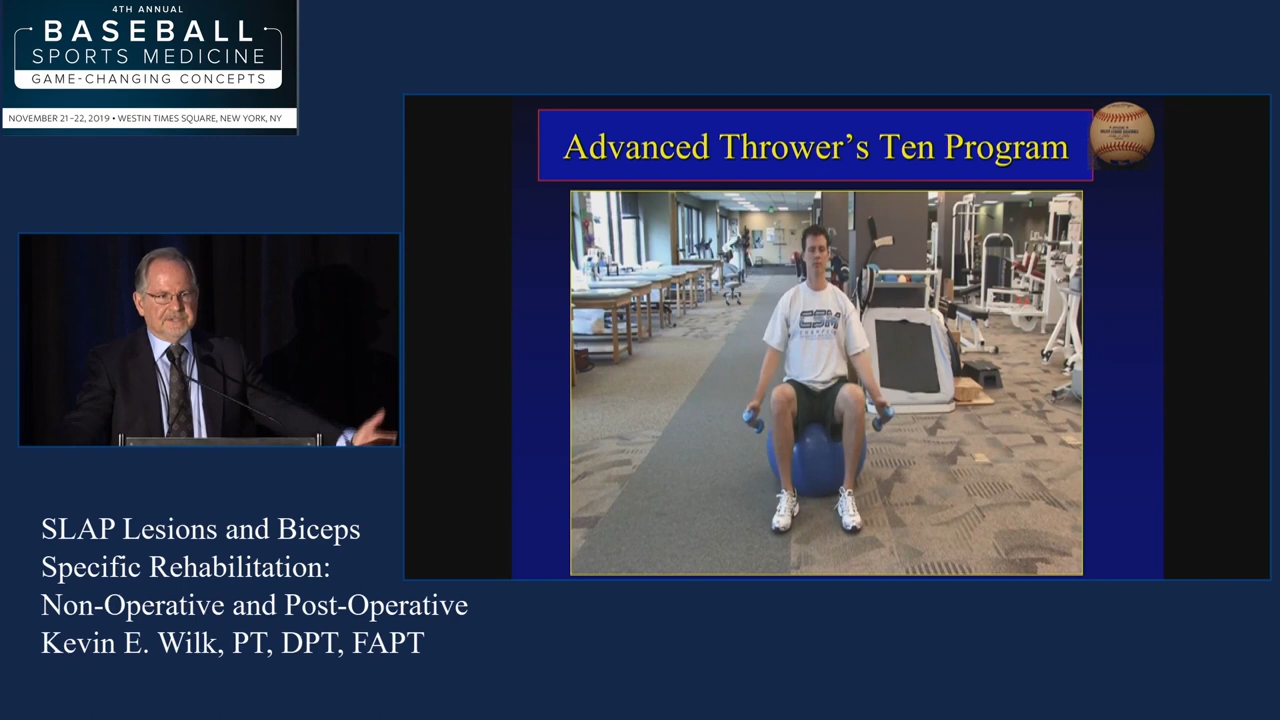 4TH ANNUAL
BASEBALL
SPORTS MEDICINE
GAME-CHANGING CONCEPTS
NOVEMBER 21-22, 2019 • WESTIN TIMES SQUARE, NEW YORK, NY
Advanced Thrower's Ten Program
CSM
SLAP Lesions and Biceps
Specific Rehabilitation:
Non-Operative and Post-Operative
Kevin E. Wilk, PT, DPT, FAPT